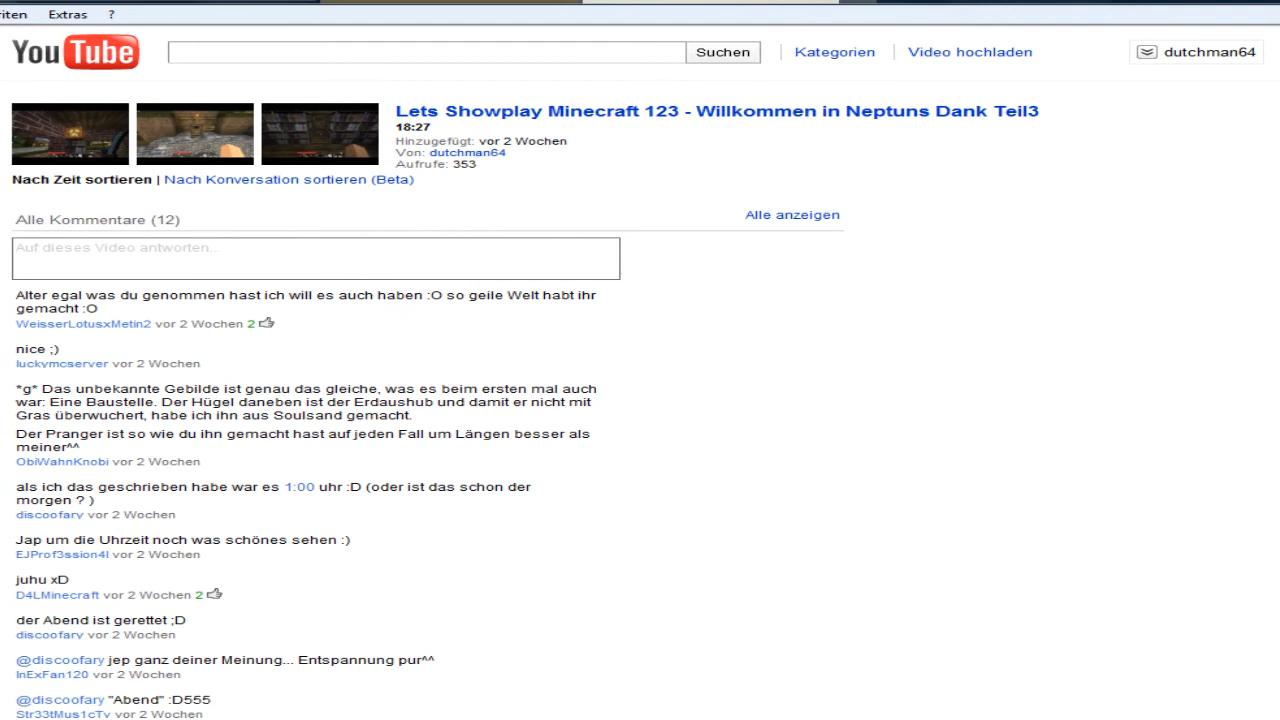 riten Extras ?
YouTube Suchen Kategorien Video hochladen dutchman64
Lets Showplay Minecraft 123 - Willkommen in Neptuns Dank Teil3
18:27
Hinzugefügt: vor 2 Wochen
Von: dutchman64
Aufrufe: 353
Nach Zeit sortieren | Nach Konversation sortieren (Beta)
Alle Kommentare (12) Alle anzeigen
Auf dieses Video antworten...
Alter egal was du genommen hast ich will es auch haben :O so geile Welt habt ihr
gemacht :O
WeisserLotusxMetin2 vor 2 Wochen 2
nice ;)
luckymcserver vor 2 Wochen
*g* Das unbekannte Gebilde ist genau das gleiche, was es beim ersten mal auch
war: Eine Baustelle. Der Hügel daneben ist der Erdaushub und damit er nicht mit
Gras überwuchert, habe ich ihn aus Soulsand gemacht.
Der Pranger ist so wie du ihn gemacht hast auf jeden Fall um Längen besser als
meiner^^
ObiWahnKnobi vor 2 Wochen
als ich das geschrieben habe war es 1:00 uhr :D (oder ist das schon der
morgen ? )
discoofary vor 2 Wochen
Jap um die Uhrzeit noch was schönes sehen :)
EJProf3ssion4l vor 2 Wochen
juhu xD
D4LMinecraft vor 2 Wochen 2
der Abend ist gerettet ;D
discoofary vor 2 Wochen
@discoofary jep ganz deiner Meinung... Entspannung pur^^
InExFan120 vor 2 Wochen
@discoofary "Abend" :D555
Str33tMus1cTv vor 2 Wochen